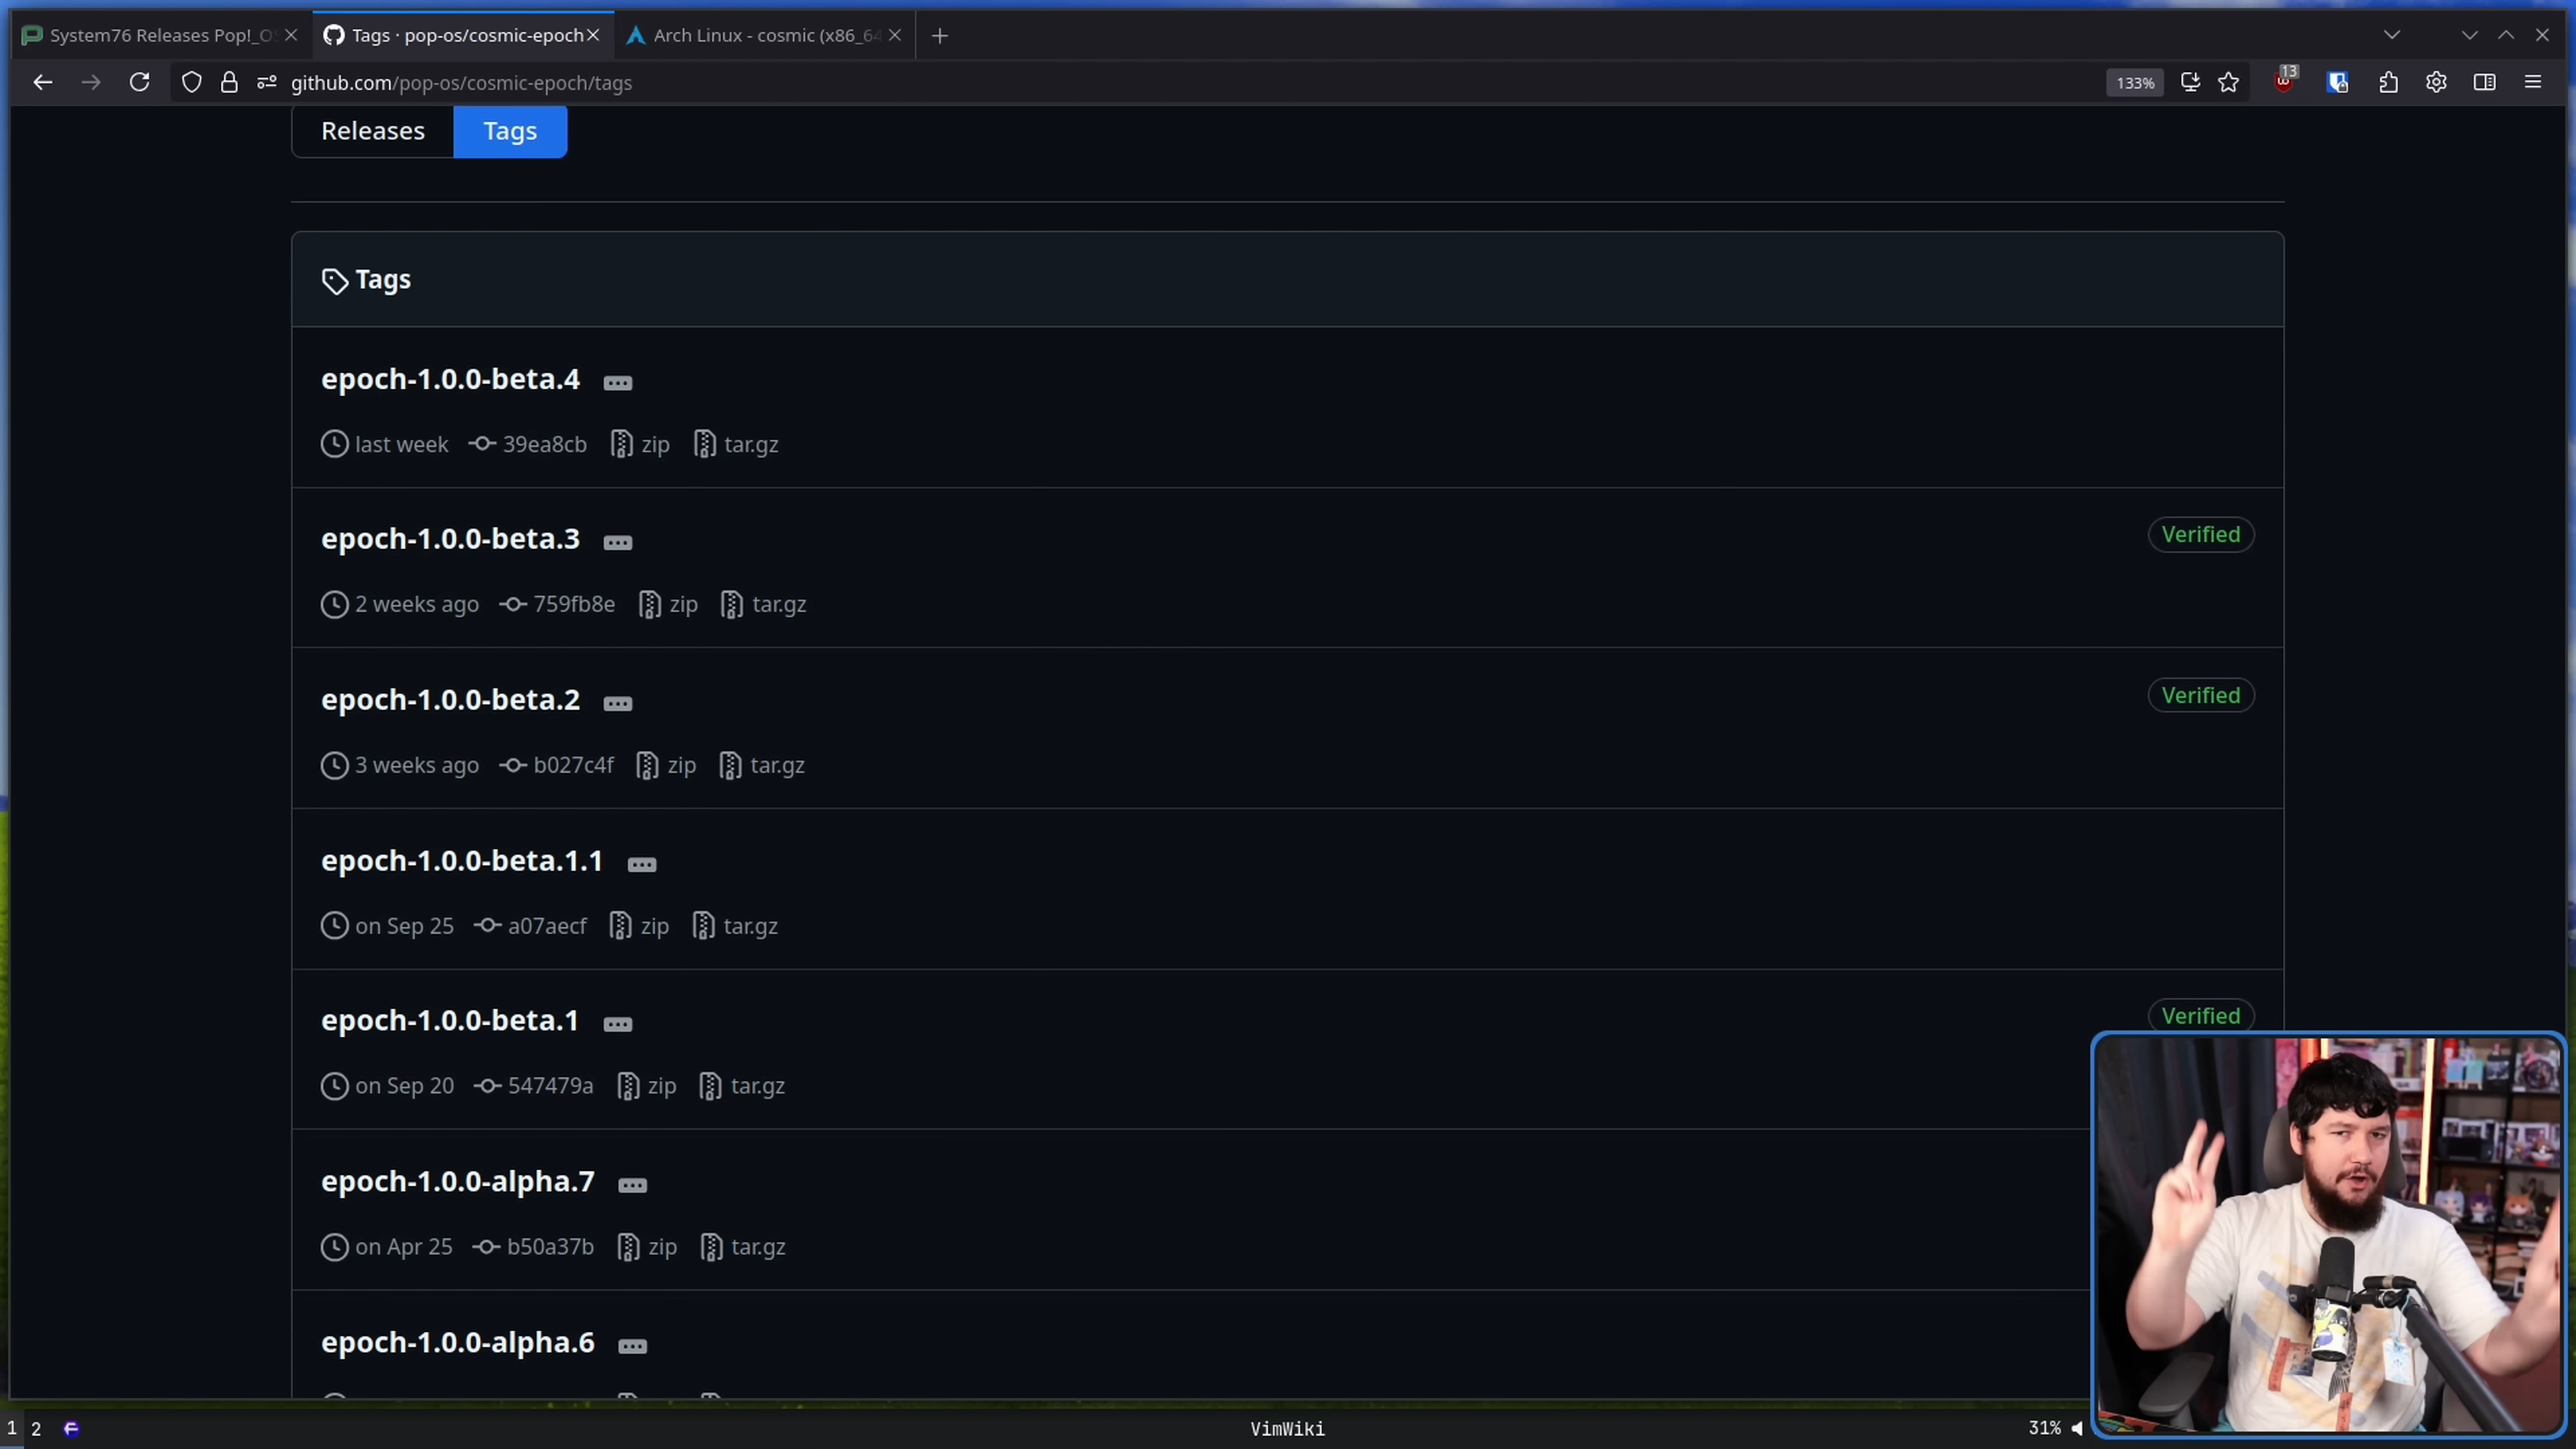 System76 Releases Pop!_OS
Tags · pop-os/cosmic-epoch
Arch Linux - cosmic (x86_64
github.com/pop-os/cosmic-epoch/tags
133%
13
Releases
Tags
Tags
epoch-1.0.0-beta.4
last week 39ea8cb zip tar.gz
epoch-1.0.0-beta.3
Verified
2 weeks ago 759fb8e zip tar.gz
epoch-1.0.0-beta.2
Verified
3 weeks ago b027c4f zip tar.gz
epoch-1.0.0-beta.1.1
on Sep 25 a07aecf zip tar.gz
epoch-1.0.0-beta.1
Verified
on Sep 20 547479a zip tar.gz
epoch-1.0.0-alpha.7
on Apr 25 b50a37b zip tar.gz
epoch-1.0.0-alpha.6
1 2
VimWiki
31%